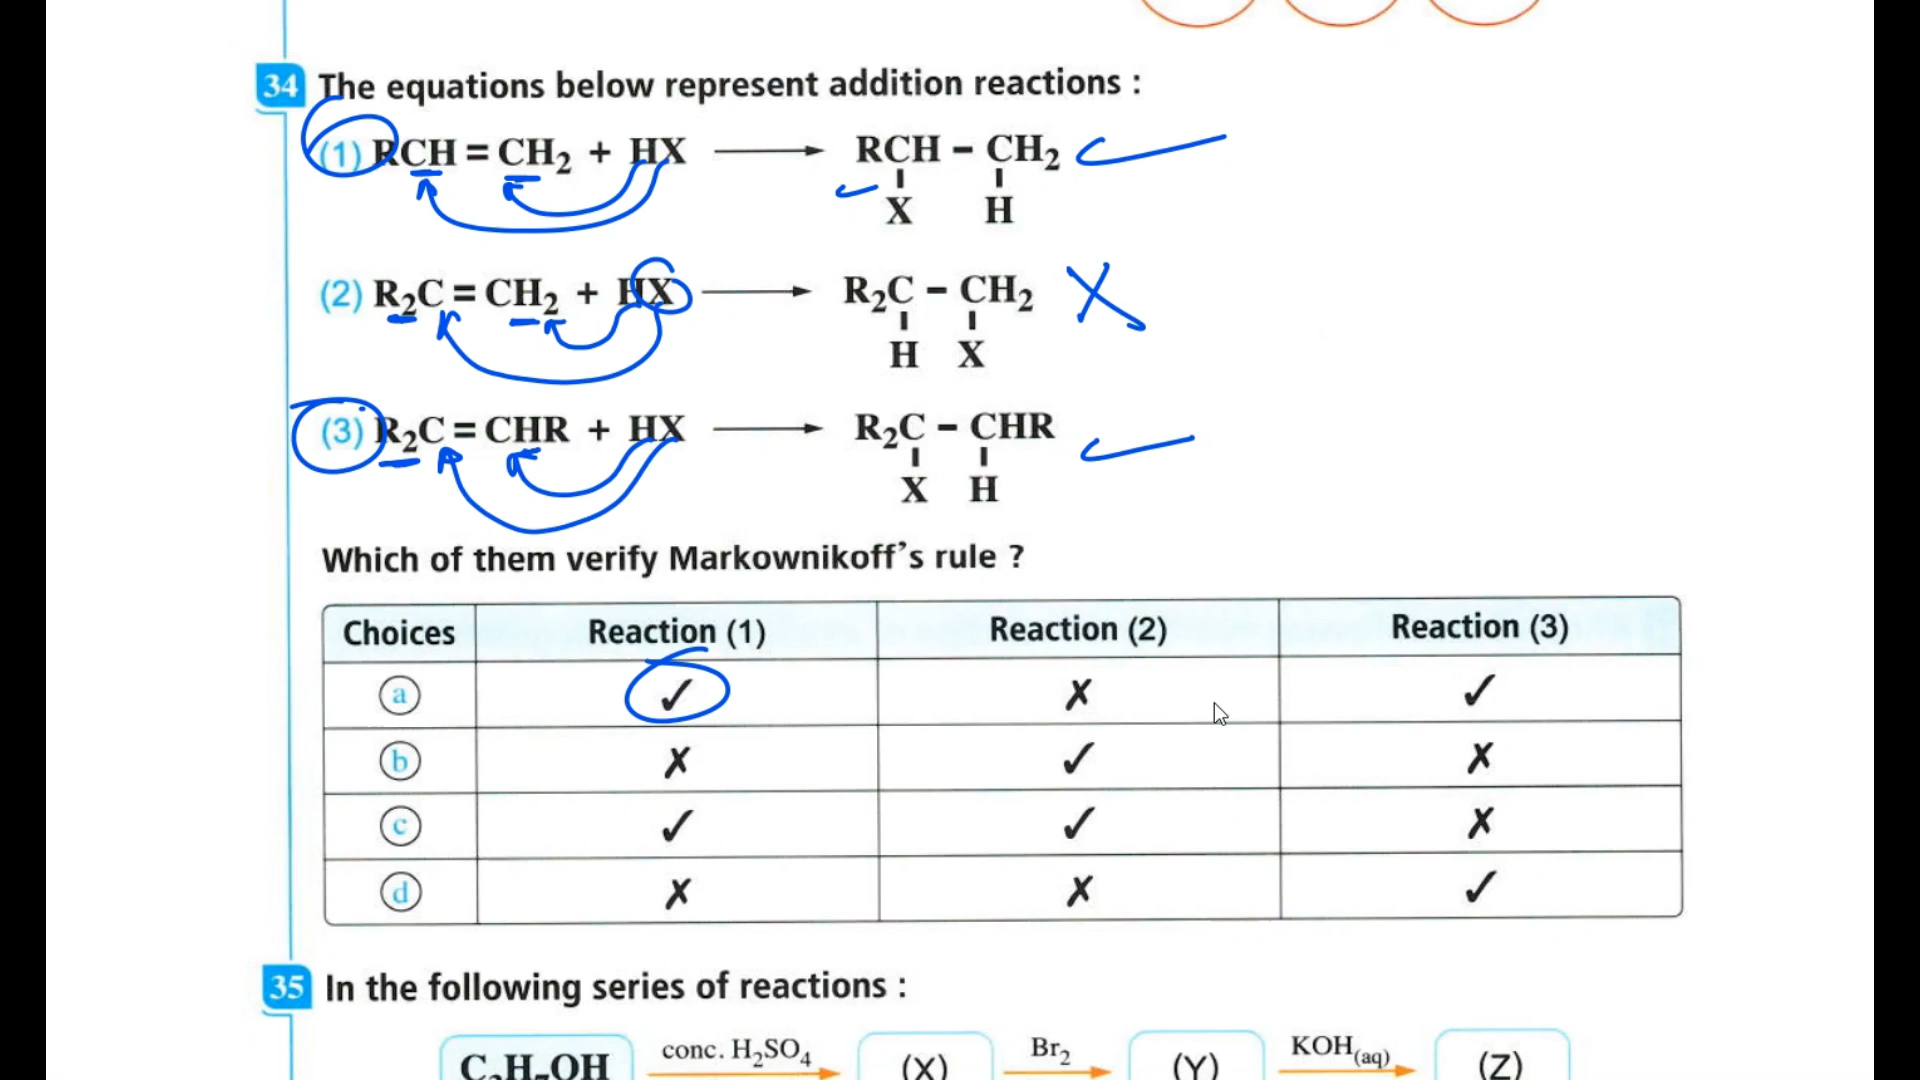 34 The equations below represent addition reactions :
(1) RCH = CH2 + HX ⟶ RCH – CH2
X H
(2) R2C = CH2 + HX ⟶ R2C – CH2
H X
(3) R2C = CHR + HX ⟶ R2C – CHR
X H
Which of them verify Markownikoff's rule ?
Choices Reaction (1) Reaction (2) Reaction (3)
a ✓ ✗ ✓
b ✗ ✓ ✗
c ✓ ✓ ✗
d ✗ ✗ ✓
35 In the following series of reactions :
C2H5OH conc. H2SO4 (X) Br2 (Y) KOH(aq) (Z)